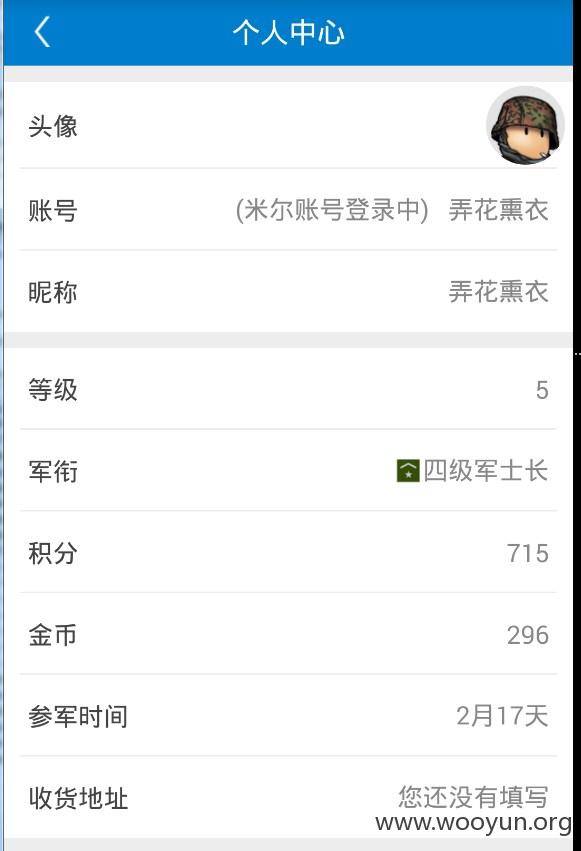 个人中心
头像
账号 (米尔账号登录中) 弄花熏衣
昵称 弄花熏衣
等级 5
军衔 四级军士长
积分 715
金币 296
参军时间 2月17天
收货地址 您还没有填写
www.wooyun.org